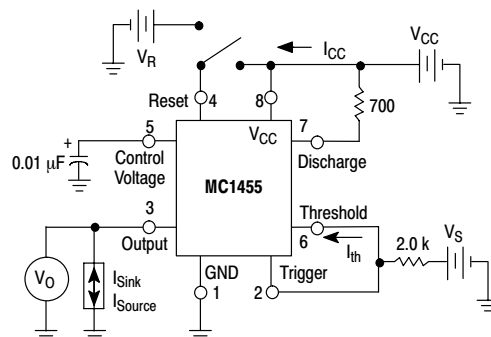 V_R
I_CC
V_CC
Reset
4
8
700
V_CC
7
+
0.01 μF
5
Control
Voltage
Discharge
MC1455
3
Output
Threshold
6
I_th
V_S
2.0 k
V_O
I_Sink
I_Source
GND
1
Trigger
2